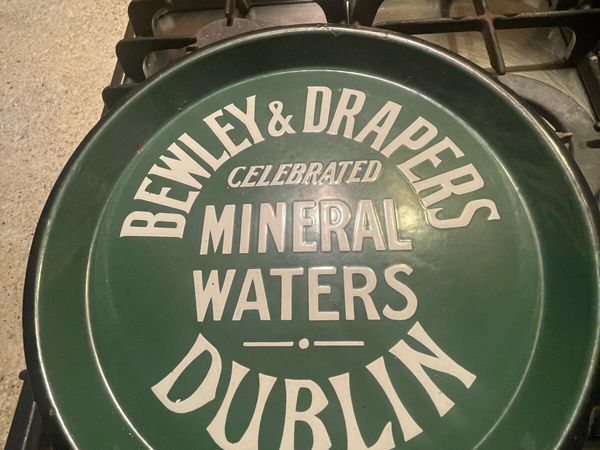 BEWLEY & DRAPERS
CELEBRATED
MINERAL
WATERS
DUBLIN